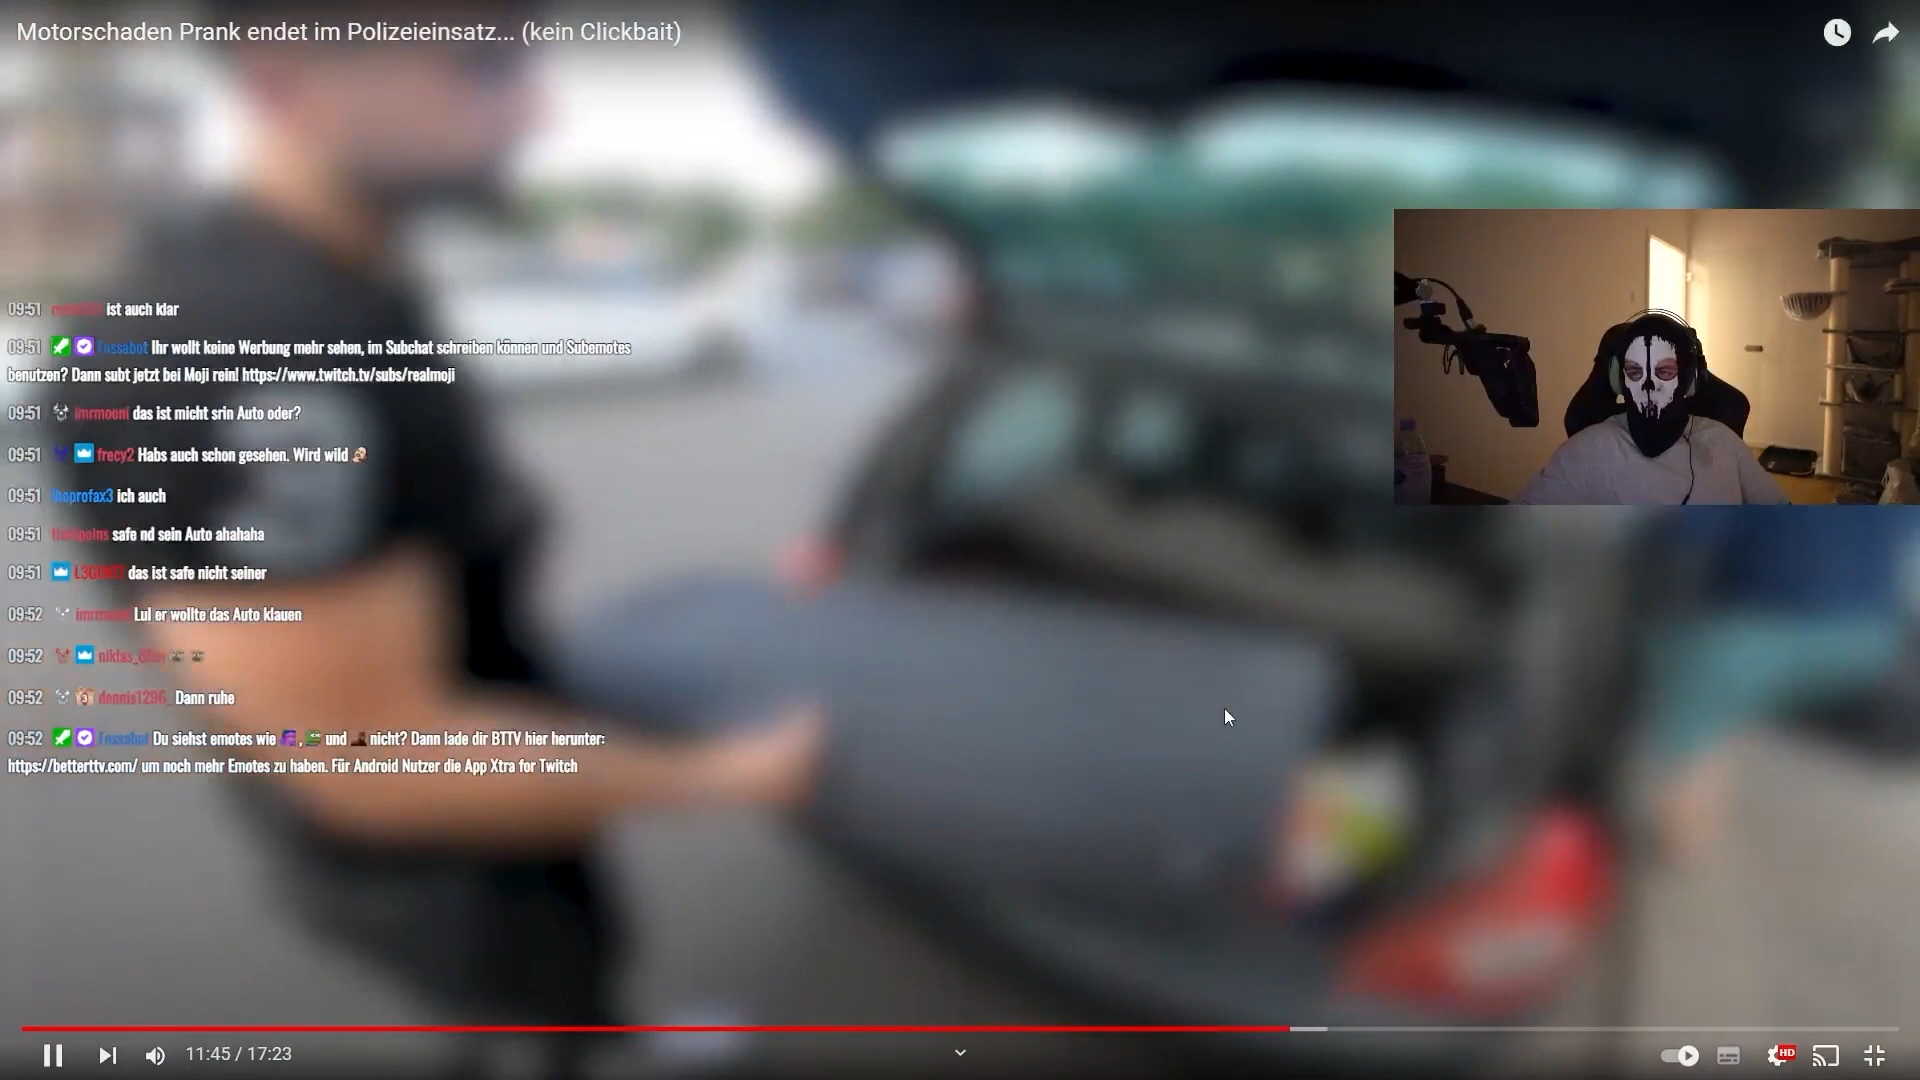 Motorschaden Prank endet im Polizeieinsatz... (kein Clickbait)
09:51 ist auch klar
09:51 Fossabot Ihr wollt keine Werbung mehr sehen, im Subchat schreiben können und Subemotes
benutzen? Dann subt jetzt bei Moji rein! https://www.twitch.tv/subs/realmoji
09:51 imrmooni das ist micht srin Auto oder?
09:51 frecy2 Habs auch schon gesehen. Wird wild
09:51 ich auch
09:51 safe nd sein Auto ahahaha
09:51 das ist safe nicht seiner
09:52 Lul er wollte das Auto klauen
09:52
09:52 dennis1296_ Dann ruhe
09:52 Fossabot Du siehst emotes wie , und nicht? Dann lade dir BTTV hier herunter:
https://betterttv.com/ um noch mehr Emotes zu haben. Für Android Nutzer die App Xtra for Twitch
11:45 / 17:23
HD